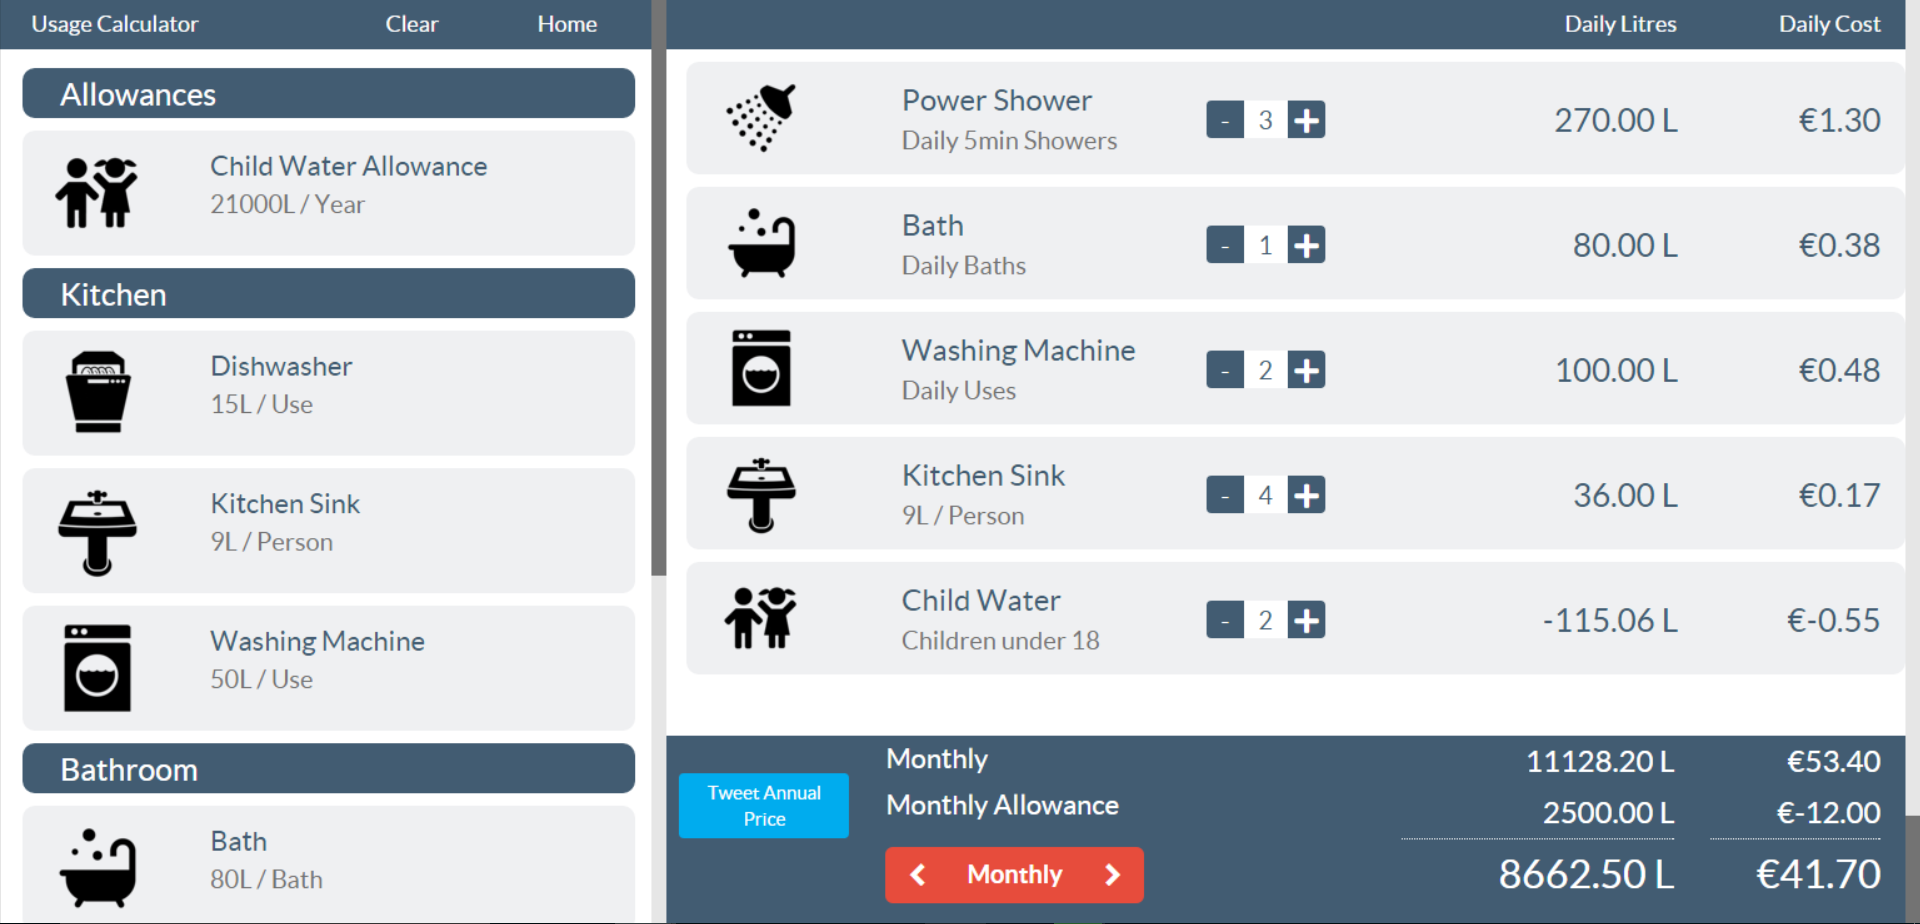 Usage Calculator Clear Home
Allowances
Child Water Allowance
21000L / Year
Kitchen
Dishwasher
15L / Use
Kitchen Sink
9L / Person
Washing Machine
50L / Use
Bathroom
Bath
80L / Bath
Daily Litres Daily Cost
Power Shower
Daily 5min Showers
- 3 + 270.00 L €1.30
Bath
Daily Baths
- 1 + 80.00 L €0.38
Washing Machine
Daily Uses
- 2 + 100.00 L €0.48
Kitchen Sink
9L / Person
- 4 + 36.00 L €0.17
Child Water
Children under 18
- 2 + -115.06 L €-0.55
Tweet Annual
Price
Monthly 11128.20 L €53.40
Monthly Allowance 2500.00 L €-12.00
Monthly 8662.50 L €41.70